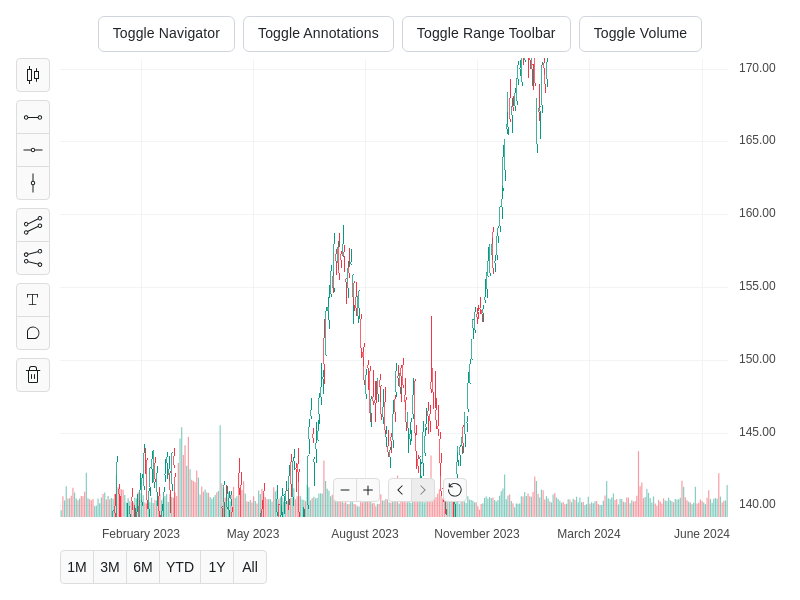 Toggle Navigator
Toggle Annotations
Toggle Range Toolbar
Toggle Volume
170.00
165.00
160.00
155.00
150.00
145.00
140.00
February 2023
May 2023
August 2023
November 2023
March 2024
June 2024
1M
3M
6M
YTD
1Y
All